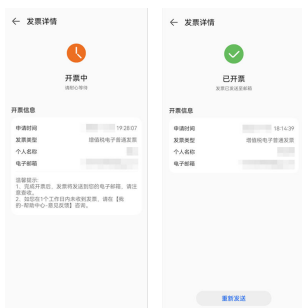 发票详情
开票中
请耐心等待
开票信息
申请时间 19:28:07
发票类型 增值税电子普通发票
个人名称
电子邮箱
温馨提示:
1、完成开票后，发票将发送到您的电子邮箱，请注
意查收。
2、如您在1个工作日内未收到发票，请在【我
的-帮助中心-意见反馈】咨询。
发票详情
已开票
发票已发送至邮箱
开票信息
申请时间 18:14:39
发票类型 增值税电子普通发票
个人名称
电子邮箱
重新发送